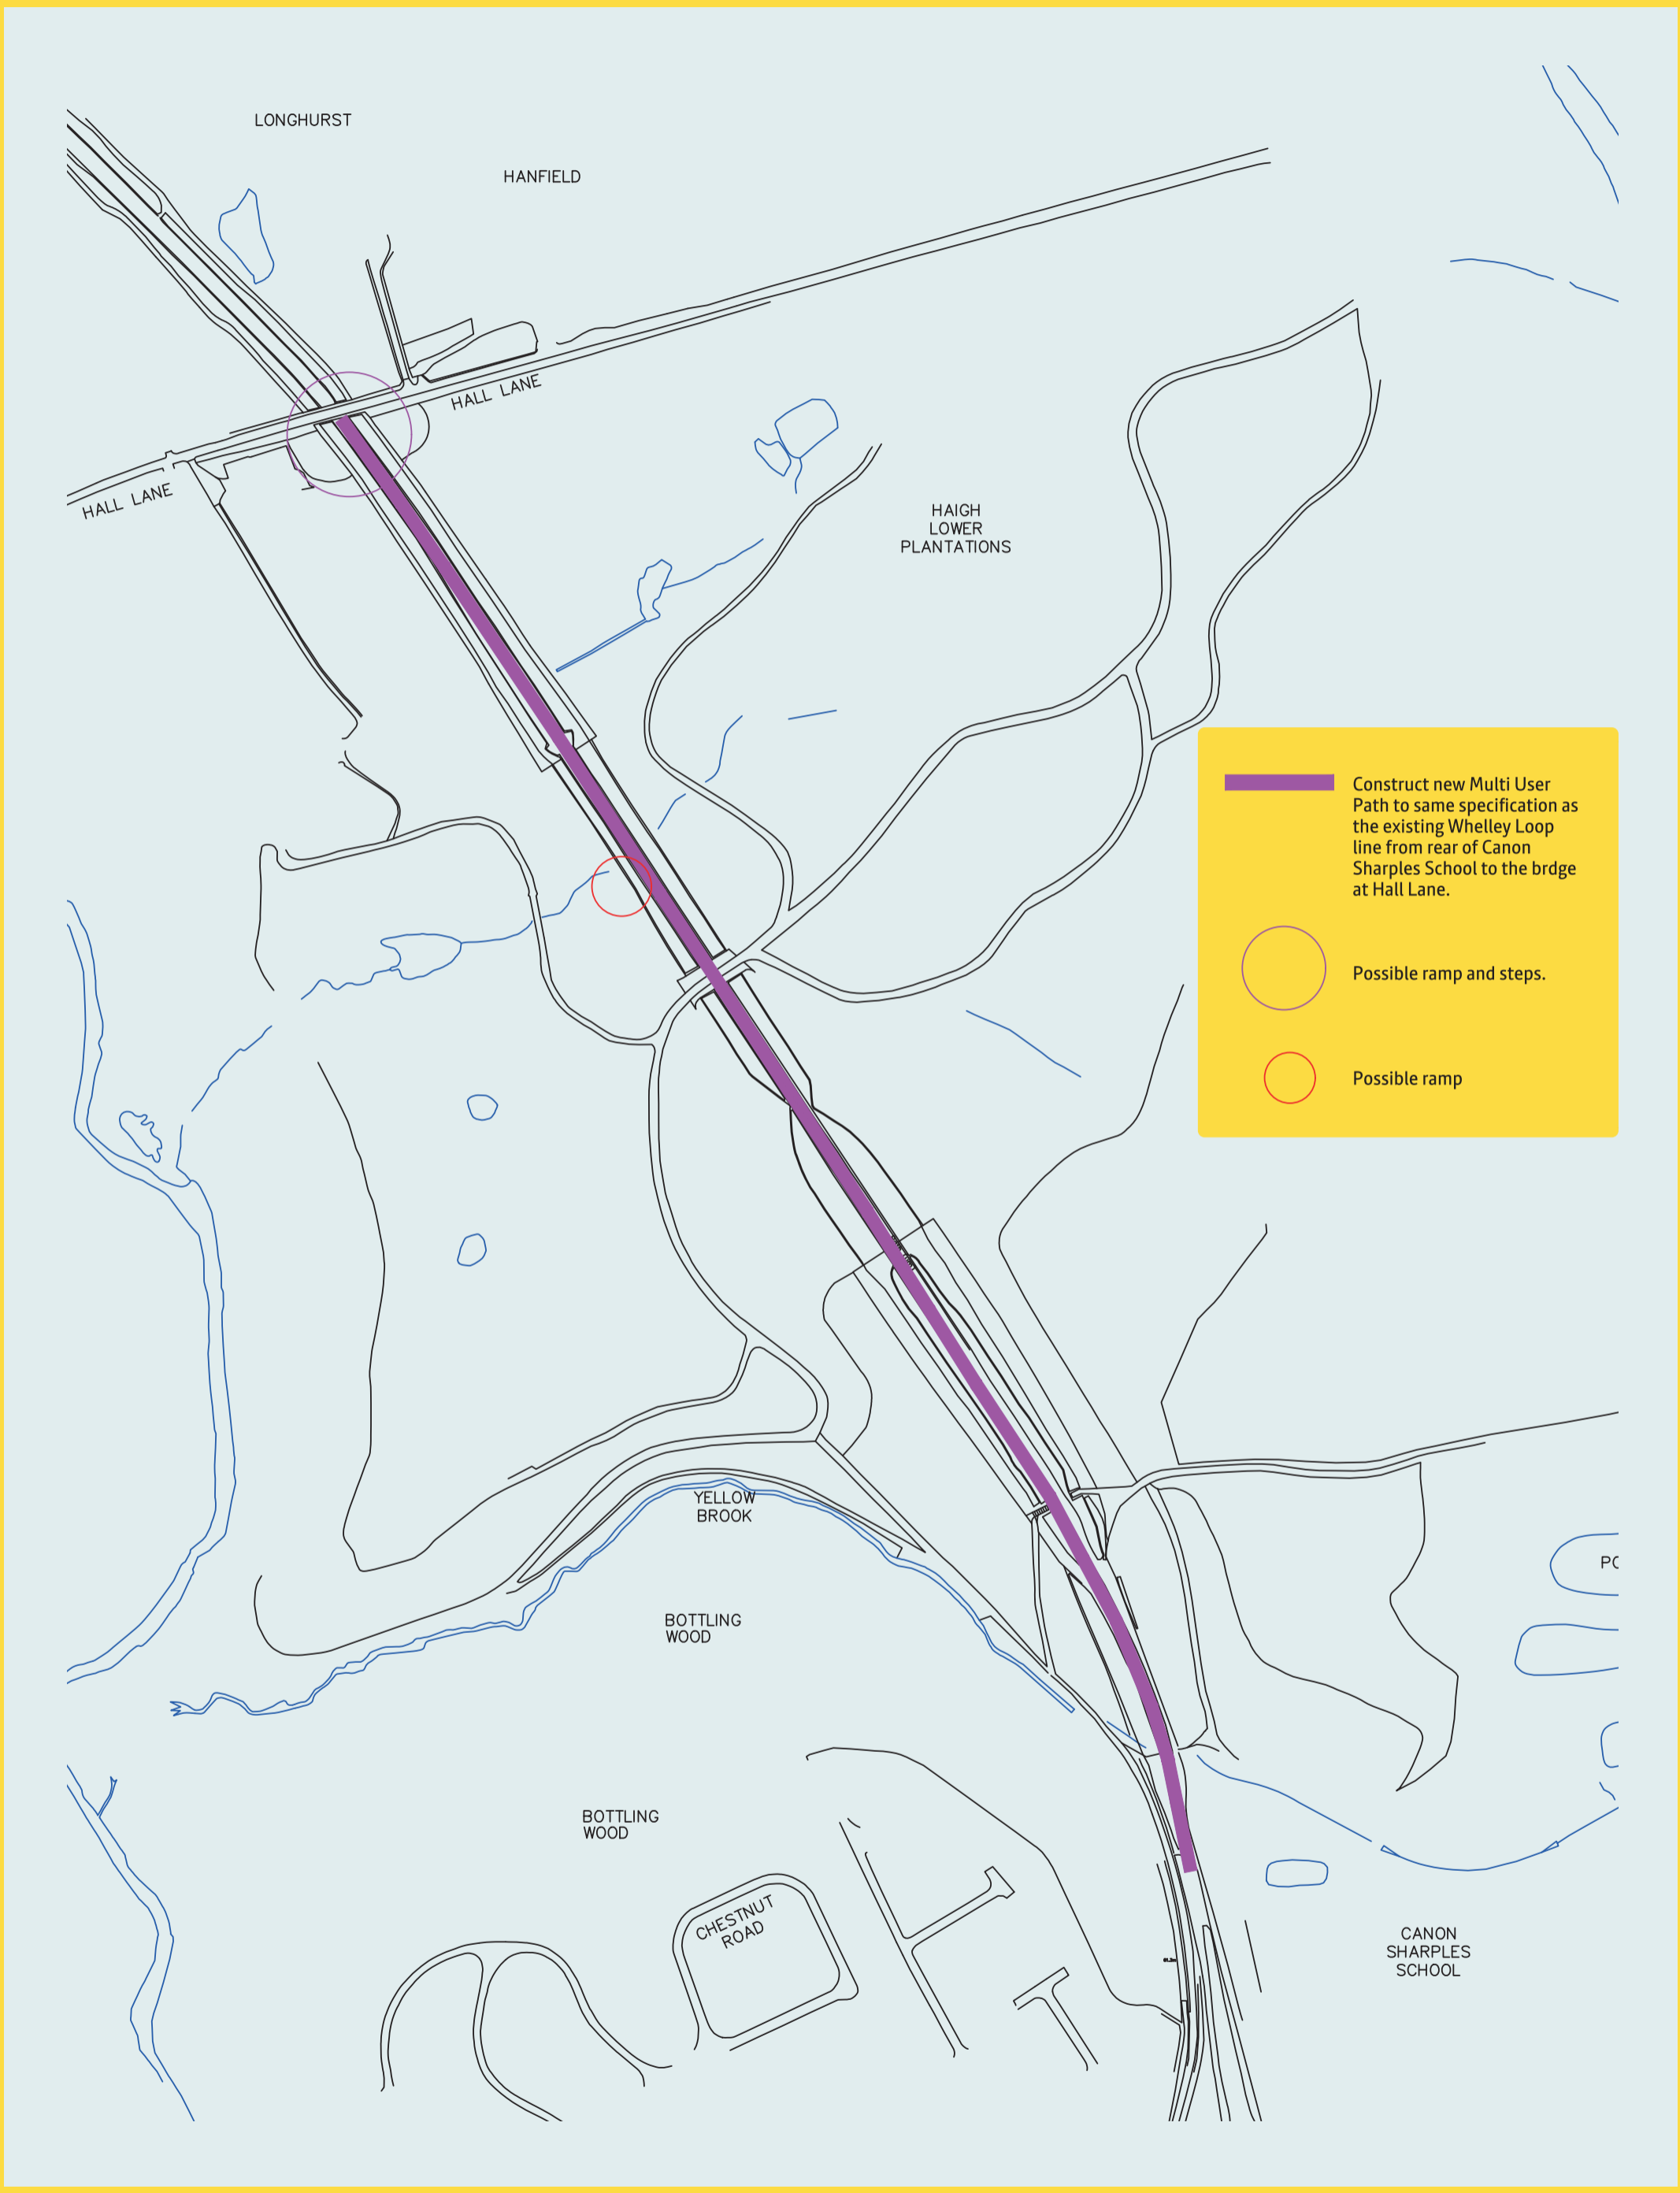 LONGHURST
HANFIELD
HALL LANE
HALL LANE
HAIGH
LOWER
PLANTATIONS
Construct new Multi User
Path to same specification as
the existing Whelley Loop
line from rear of Canon
Sharples School to the brdge
at Hall Lane.
Possible ramp and steps.
Possible ramp
YELLOW
BROOK
PO
BOTTLING
WOOD
BOTTLING
WOOD
CHESTNUT
ROAD
CANON
SHARPLES
SCHOOL